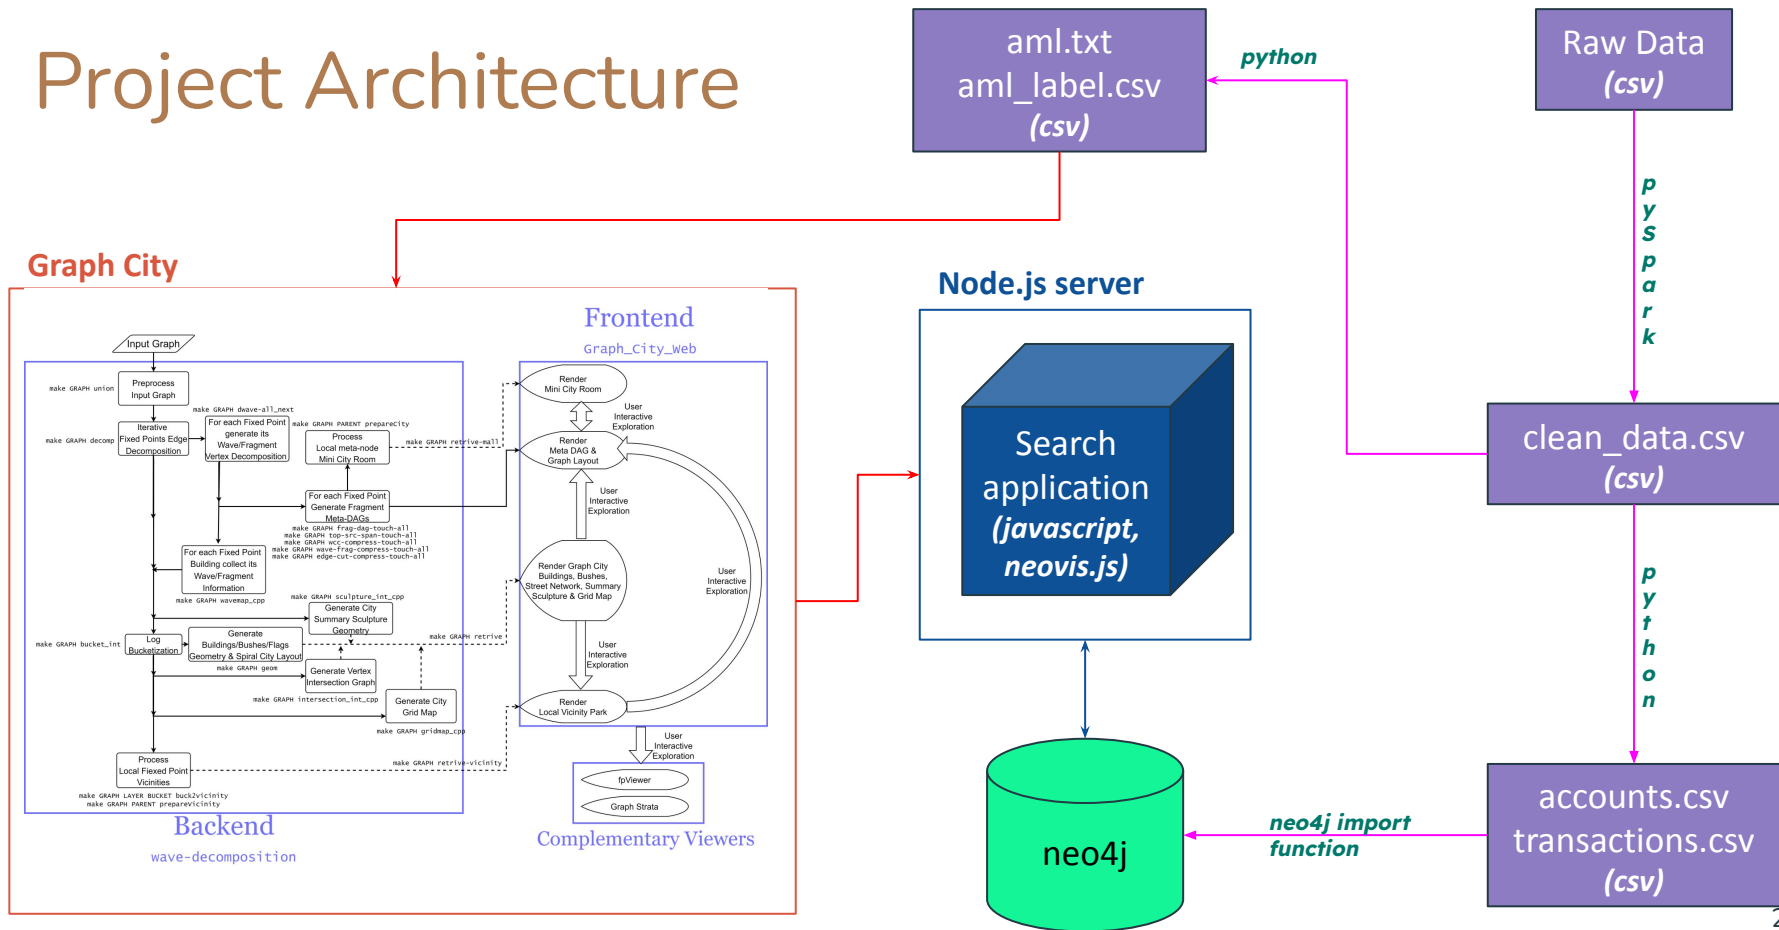 Project Architecture
aml.txt
aml_label.csv
(csv)
python
Raw Data
(csv)
pySpark
clean_data.csv
(csv)
python
accounts.csv
transactions.csv
(csv)
neo4j import
function
neo4j
Node.js server
Search
application
(javascript,
neovis.js)
Graph City
Input Graph
make GRAPH union
Preprocess
Input Graph
make GRAPH decomp
Iterative
Fixed Points Edge
Decomposition
make GRAPH dwave-all_next
For each Fixed Point
generate its
Wave/Fragment
Vertex Decomposition
make GRAPH PARENT prepareCity
Process
Local meta-node
Mini City Room
make GRAPH retrive-mall
For each Fixed Point
Generate Fragment
Meta-DAGs
make GRAPH frag-dag-touch-all
make GRAPH top-src-span-touch-all
make GRAPH wcc-compress-touch-all
make GRAPH wave-frag-compress-touch-all
make GRAPH edge-cut-compress-touch-all
For each Fixed Point
Building collect its
Wave/Fragment
Information
make GRAPH wavemap_cpp
make GRAPH sculpture_int_cpp
Generate City
Summary Sculpture
Geometry
make GRAPH bucket_int
Log
Bucketization
Generate
Buildings/Bushes/Flags
Geometry & Spiral City Layout
make GRAPH retrive
make GRAPH geom
Generate Vertex
Intersection Graph
make GRAPH intersection_int_cpp
Generate City
Grid Map
make GRAPH gridmap_cpp
Process
Local Fiexed Point
Vicinities
make GRAPH retrive-vicinity
make GRAPH LAYER BUCKET buck2vicinity
make GRAPH PARENT prepareVicinity
Backend
wave-decomposition
Frontend
Graph_City_Web
Render
Mini City Room
User
Interactive
Exploration
Render
Meta DAG &
Graph Layout
User
Interactive
Exploration
Render Graph City
Buildings, Bushes,
Street Network, Summary
Sculpture & Grid Map
User
Interactive
Exploration
User
Interactive
Exploration
Render
Local Vicinity Park
User
Interactive
Exploration
fpViewer
Graph Strata
Complementary Viewers